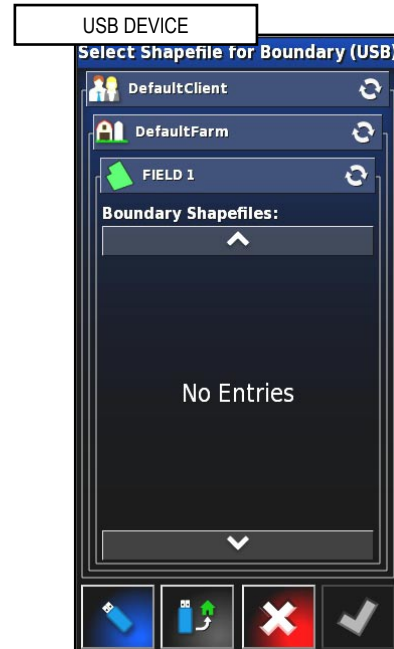 USB DEVICE
Select Shapefile for Boundary (USB)
DefaultClient
DefaultFarm
FIELD 1
Boundary Shapefiles:
No Entries